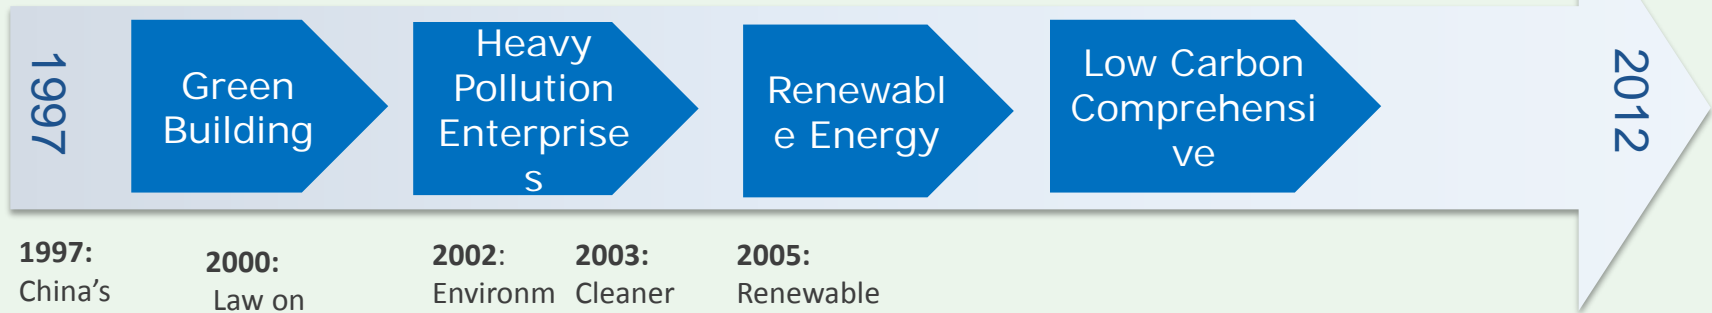 1997
Green
Building
Heavy
Pollution
Enterprise
s
Renewabl
e Energy
Low Carbon
Comprehensi
ve
2012
1997:
China’s
2000:
Law on
2002:
Environm
2003:
Cleaner
2005:
Renewable